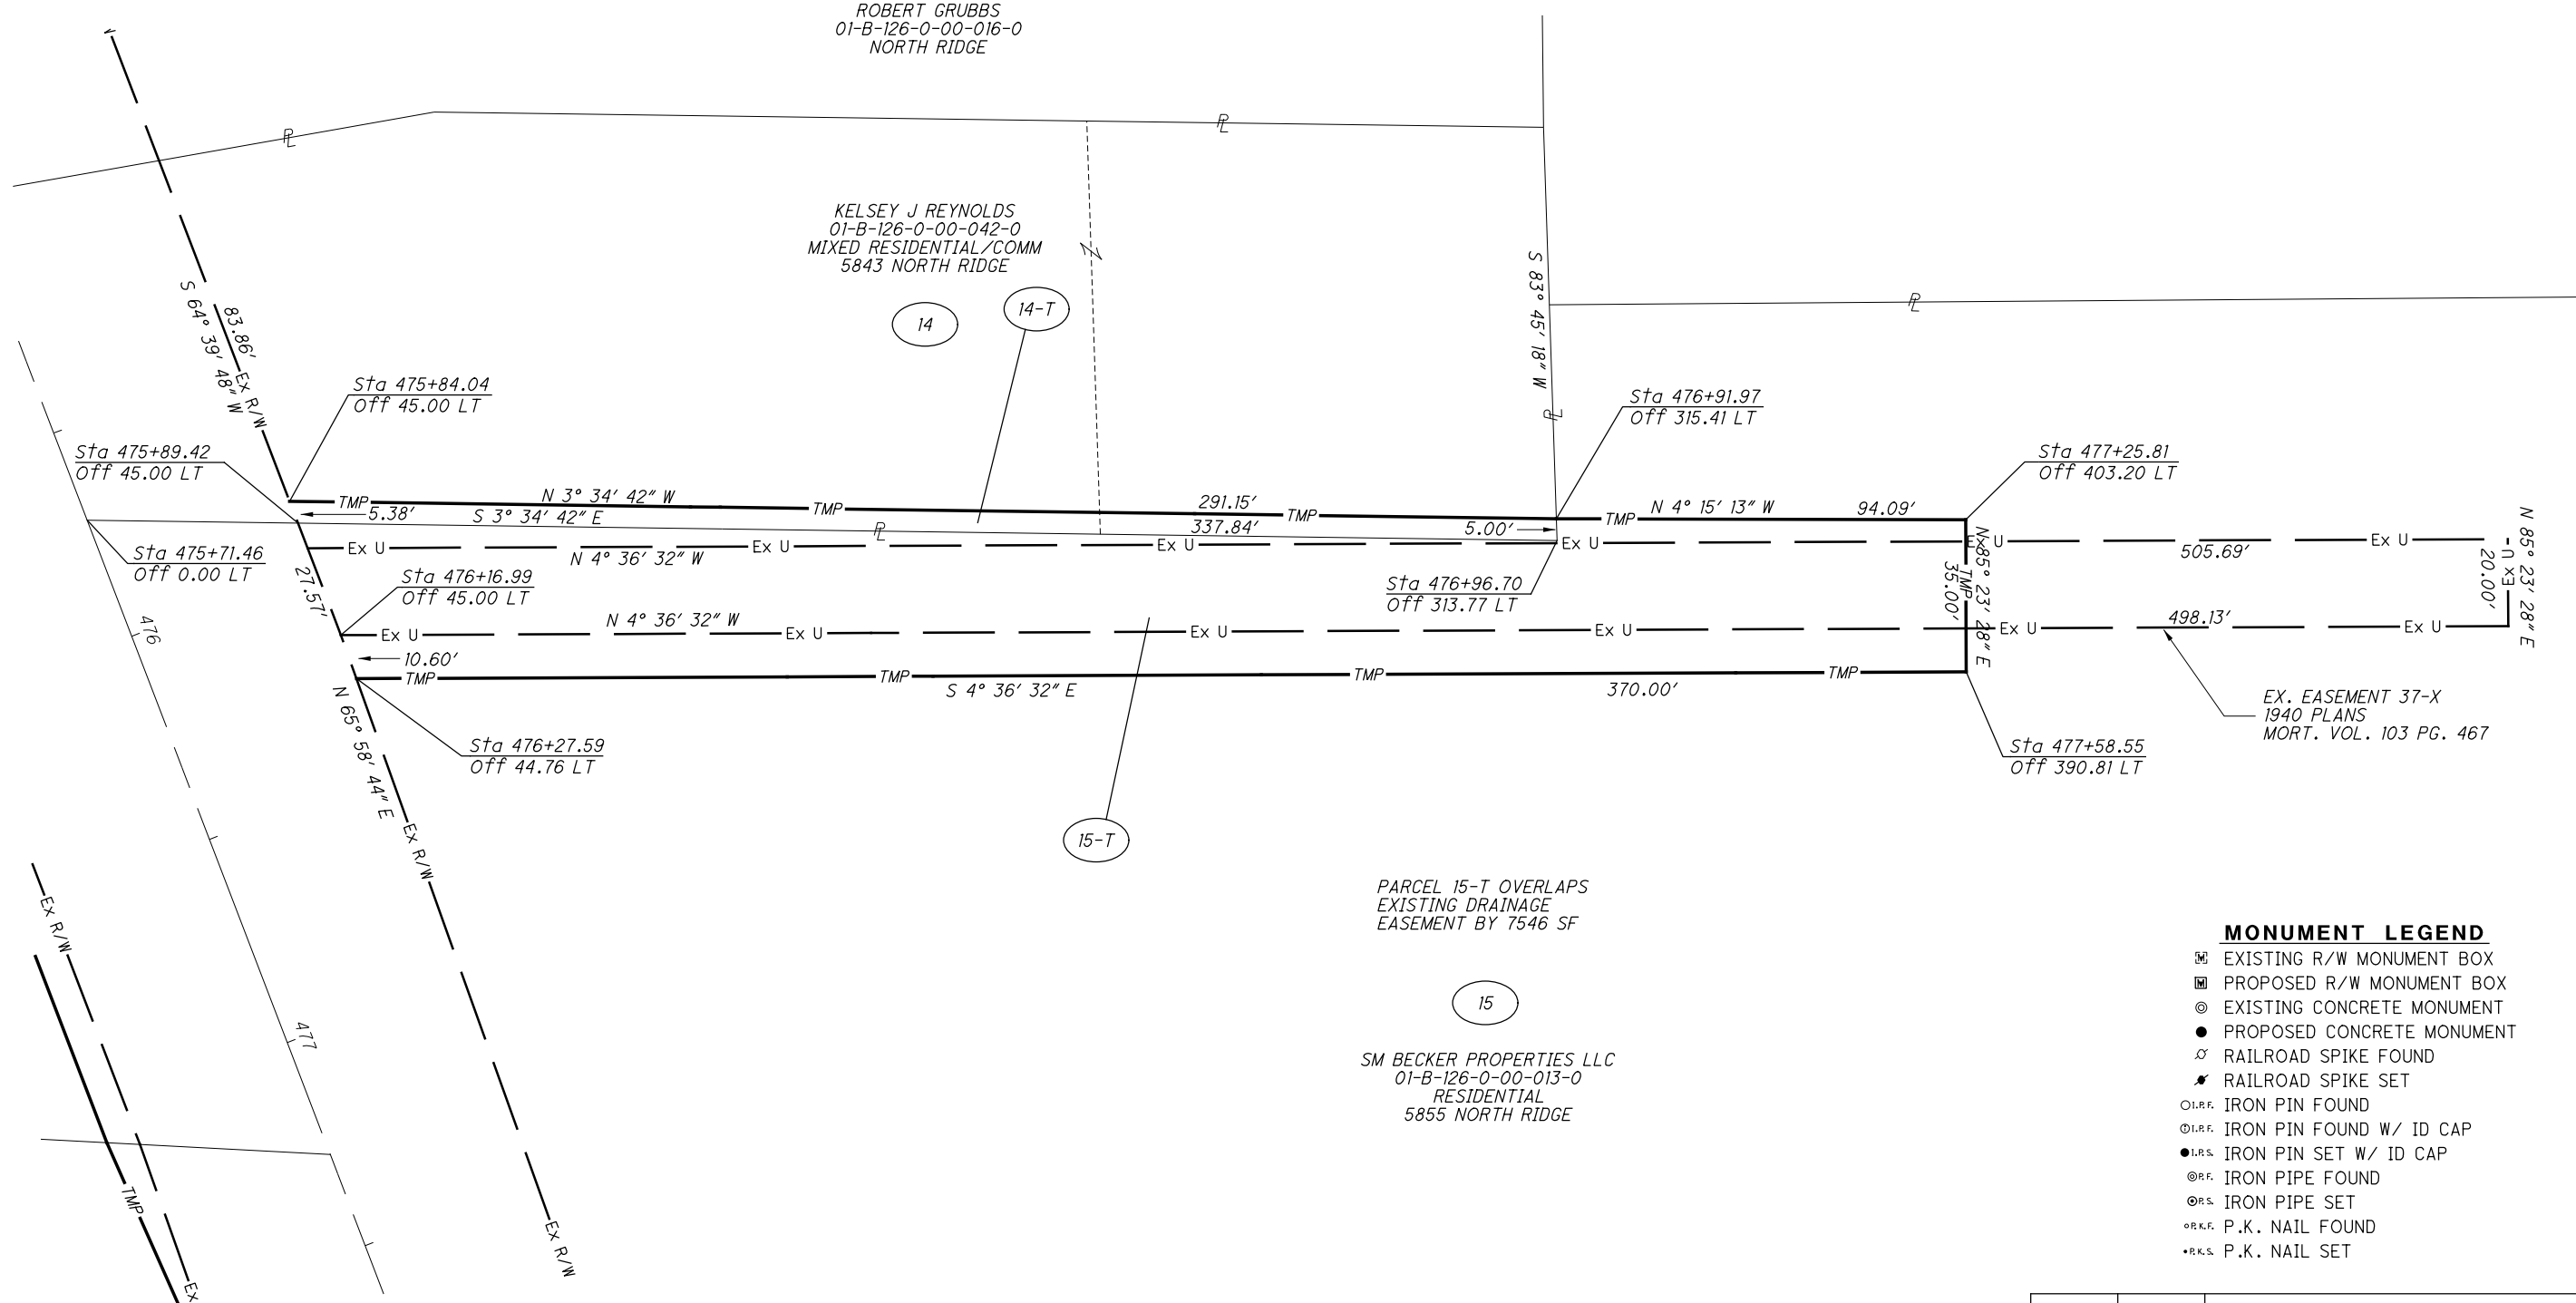 ROBERT GRUBBS
01-B-126-0-00-016-0
NORTH RIDGE
PL
PL
KELSEY J REYNOLDS
01-B-126-0-00-042-0
MIXED RESIDENTIAL/COMM
5843 NORTH RIDGE
14
14-T
Z
S 83° 45' 18" W
PL
PL
83.86'
S 64° 39' 48" W
Ex R/W
Sta 475+84.04
Off 45.00 LT
Sta 475+89.42
Off 45.00 LT
Sta 476+91.97
Off 315.41 LT
Sta 477+25.81
Off 403.20 LT
TMP
N 3° 34' 42" W
TMP
291.15'
TMP
TMP
N 4° 15' 13" W
94.09'
5.38'
S 3° 34' 42" E
PL
337.84'
5.00'
Sta 475+71.46
Off 0.00 LT
Ex U
N 4° 36' 32" W
Ex U
Ex U
Ex U
Ex U
505.69'
Ex U
N 85° 23' 28" E
Ex U
20.00'
N 85° 23' 28" E
TMP
35.00'
27.57'
Sta 476+16.99
Off 45.00 LT
Sta 476+96.70
Off 313.77 LT
476
Ex U
N 4° 36' 32" W
Ex U
Ex U
Ex U
Ex U
498.13'
Ex U
10.60'
TMP
TMP
S 4° 36' 32" E
TMP
370.00'
TMP
N 65° 58' 44" E
EX. EASEMENT 37-X
1940 PLANS
MORT. VOL. 103 PG. 467
Sta 476+27.59
Off 44.76 LT
Sta 477+58.55
Off 390.81 LT
Ex R/W
15-T
PARCEL 15-T OVERLAPS
EXISTING DRAINAGE
EASEMENT BY 7546 SF
Ex R/W
15
477
SM BECKER PROPERTIES LLC
01-B-126-0-00-013-0
RESIDENTIAL
5855 NORTH RIDGE
TMP
Ex R/W
Ex
MONUMENT LEGEND
EXISTING R/W MONUMENT BOX
PROPOSED R/W MONUMENT BOX
EXISTING CONCRETE MONUMENT
PROPOSED CONCRETE MONUMENT
RAILROAD SPIKE FOUND
RAILROAD SPIKE SET
I.P.F. IRON PIN FOUND
I.P.F. IRON PIN FOUND W/ ID CAP
I.P.S. IRON PIN SET W/ ID CAP
P.F. IRON PIPE FOUND
P.S. IRON PIPE SET
P.K.F. P.K. NAIL FOUND
P.K.S. P.K. NAIL SET